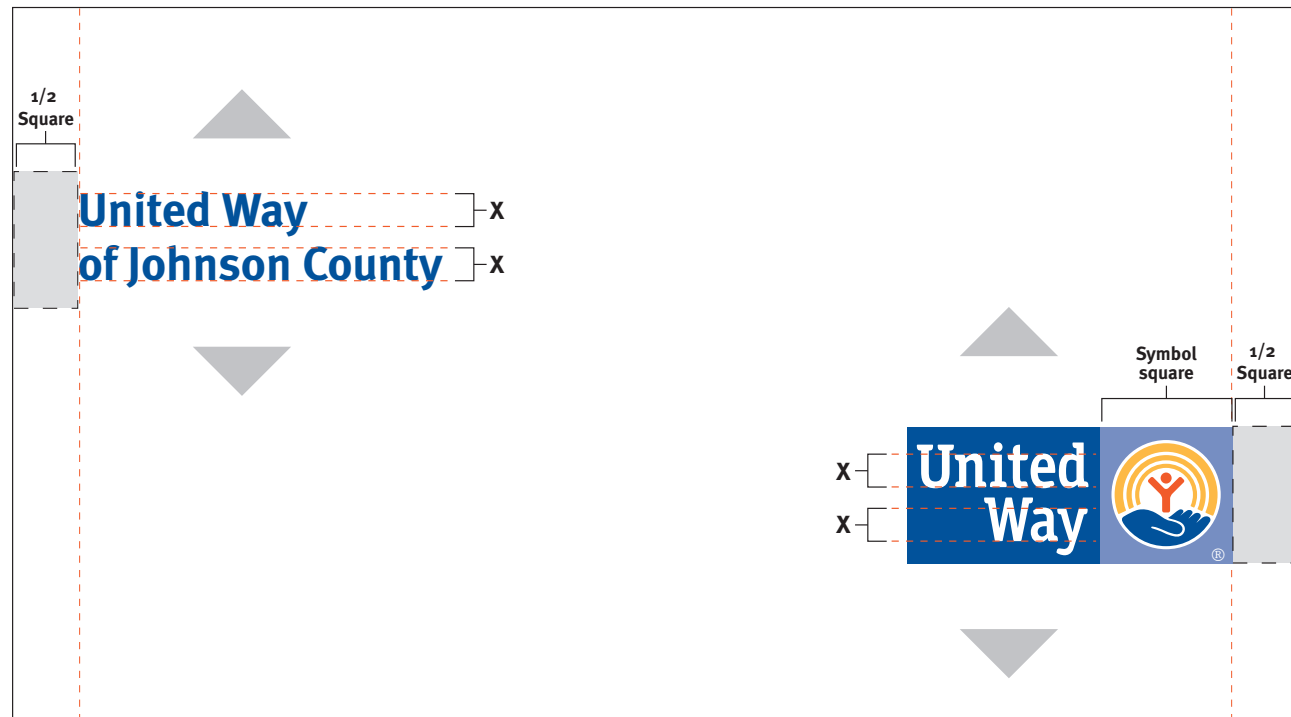 1/2
Square
United Way
X
of Johnson County
X
Symbol
square
1/2
Square
X
United
X
Way
®